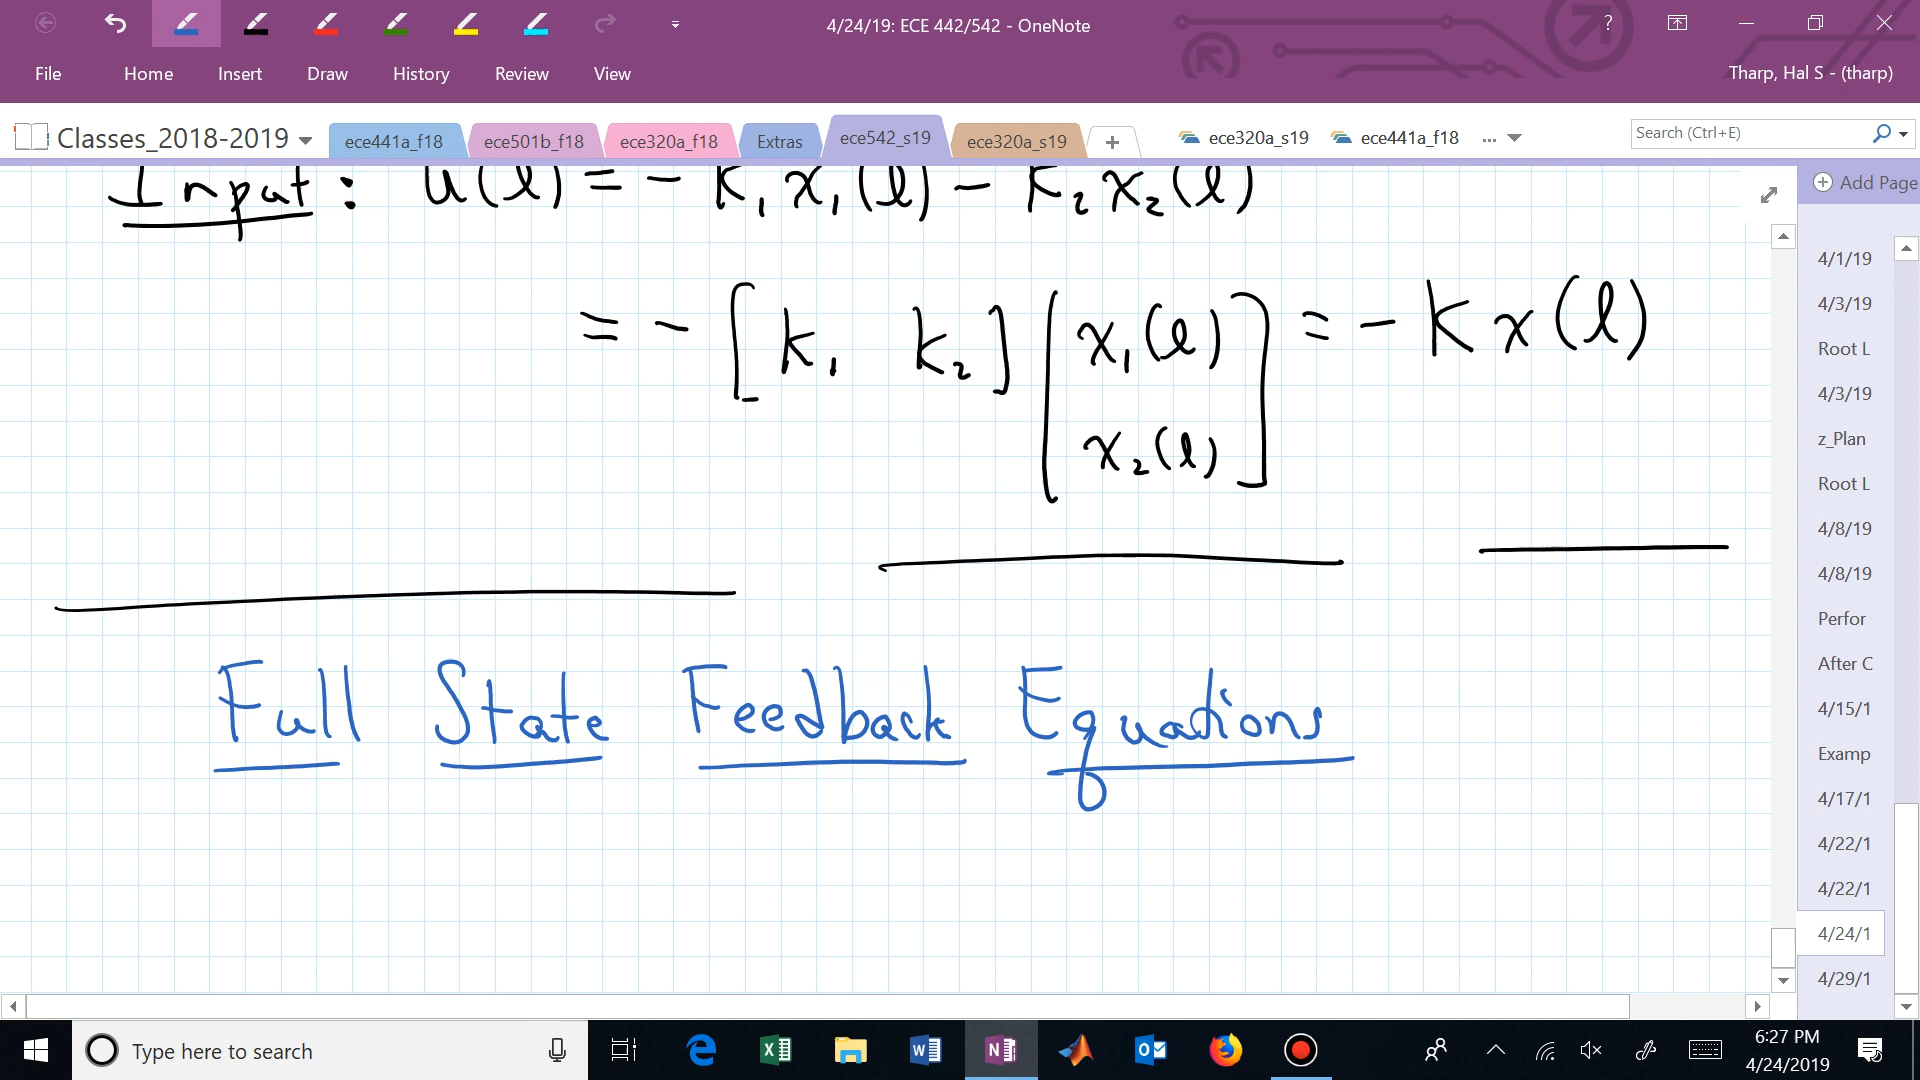 4/24/19: ECE 442/542 - OneNote
?
File Home Insert Draw History Review View
Tharp, Hal S - (tharp)
Classes_2018-2019
ece441a_f18 ece501b_f18 ece320a_f18 Extras ece542_s19 ece320a_s19 +
ece320a_s19 ece441a_f18 ...
Search (Ctrl+E)
Add Page
Input: u(l) = - k₁ x₁(l) - k₂ x₂(l)
= - [ k₁ k₂ ] [ x₁(l)
x₂(l) ] = - K x(l)
Full State Feedback Equations
4/1/19
4/3/19
Root L
4/3/19
z_Plan
Root L
4/8/19
4/8/19
Perfor
After C
4/15/1
Examp
4/17/1
4/22/1
4/22/1
4/24/1
4/29/1
Type here to search
6:27 PM
4/24/2019